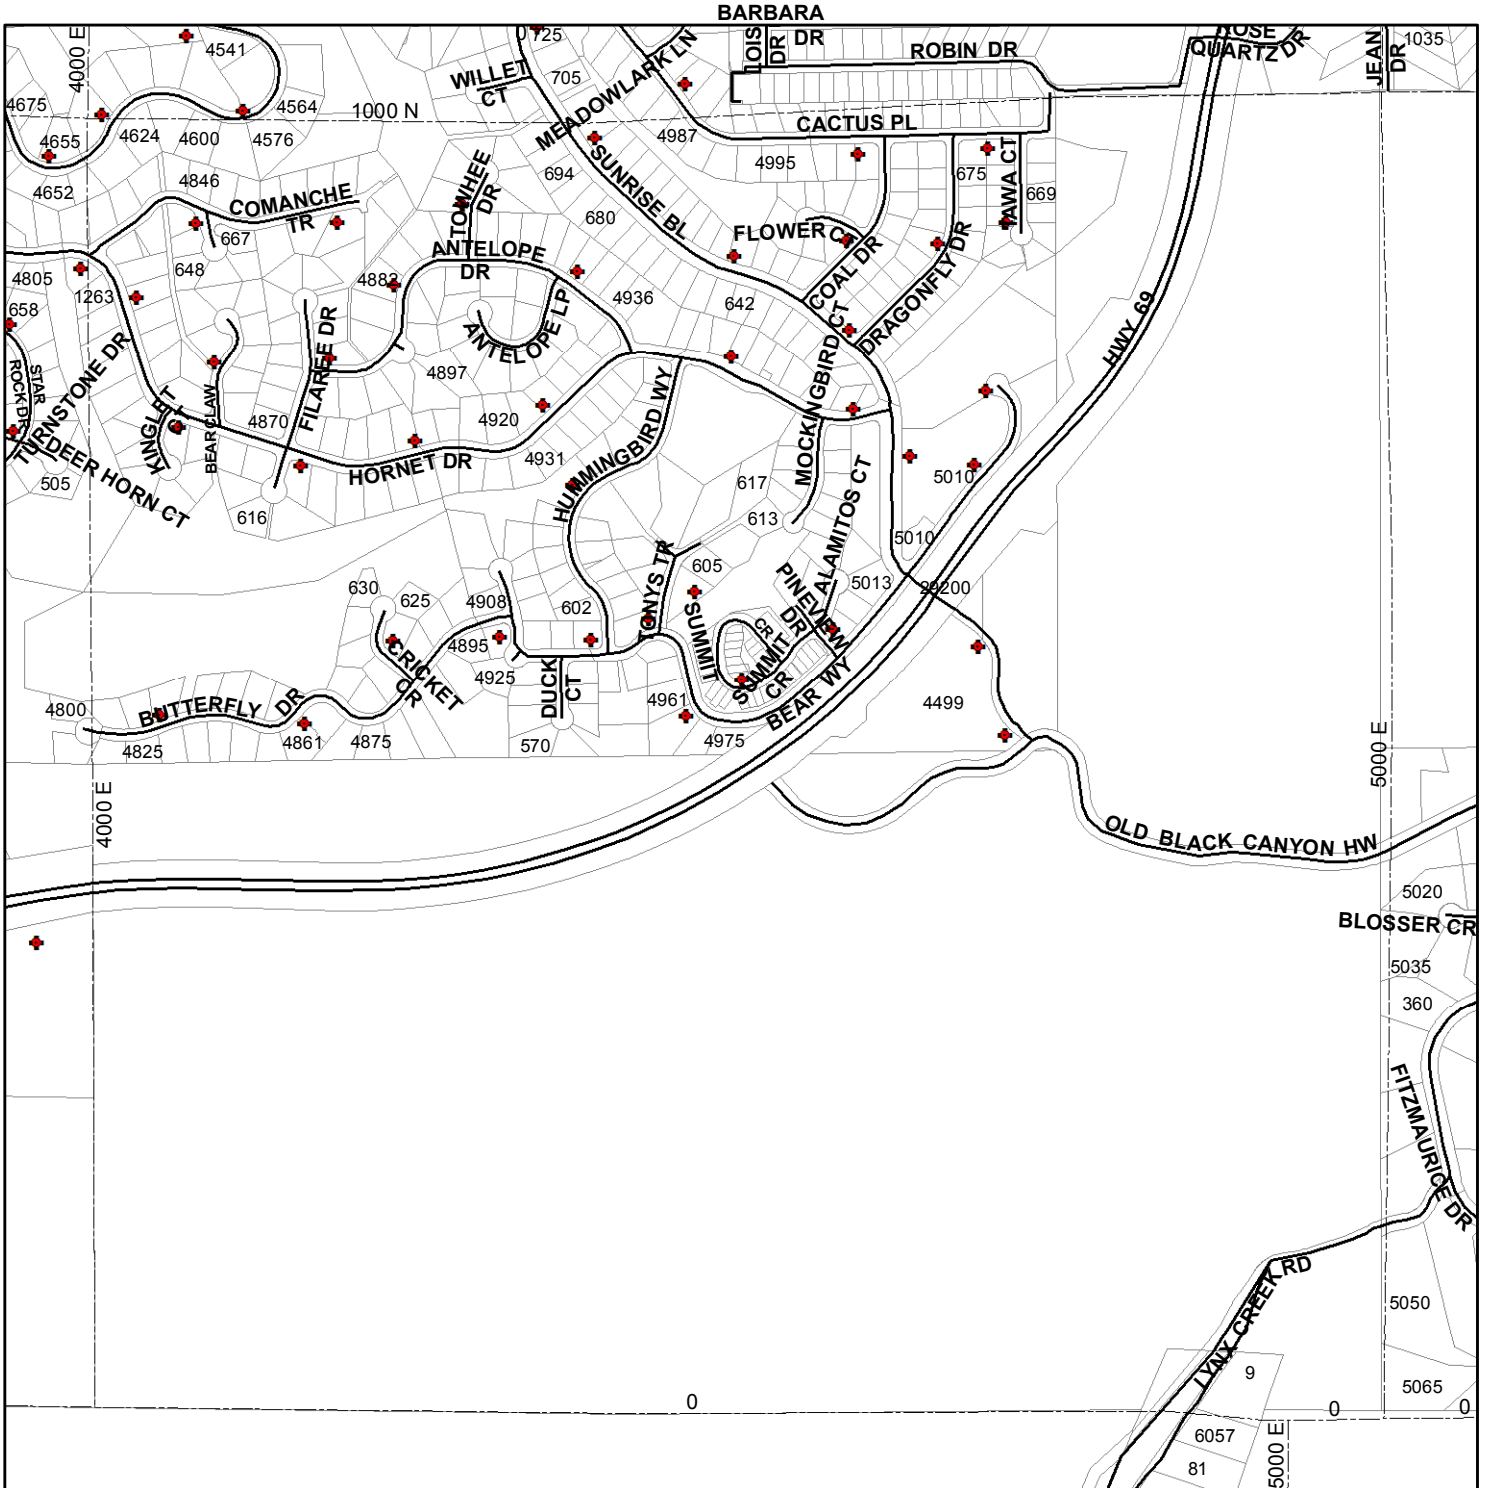 BARBARA
DR
LOIS
DR
ROBIN DR
QUARTZ DR
JEAN
DR
1035
4000 E
4541
725
705
WILLET
CT
MEADOWLARK LN
4675
4564
1000 N
4655
4624
4600
4576
4987
CACTUS PL
4652
4846
COMANCHE
TR
TOWHEE
DR
694
SUNRISE BL
4995
675
IAWA CT
669
667
680
FLOWER CT
COAL DR
DRAGONFLY DR
4805
648
ANTELOPE
DR
4882
1263
658
4936
642
HWY 69
TURNSTONE DR
STAR
ROCK DR
FILAREE DR
ANTELOPE LP
MOCKINGBIRD CT
4897
KINGLET
CT
BEAR CLAW
4870
4920
HUMMINGBIRD WY
HORNET DR
4931
505
DEER HORN CT
616
617
613
ALAMITOS CT
5010
5010
605
TONYS TR
PINEVIEW
DR
5013
29200
630
625
4908
602
SUMMIT
CR
4895
CRICKET
CR
4925
DUCK
CT
SUMMIT
CR
BEAR WY
4961
4800
BUTTERFLY DR
4825
4861
4875
570
4975
4499
5000 E
4000 E
OLD BLACK CANYON HW
5020
BLOSSER CR
5035
360
FITZMAURICE DR
LYNX CREEK RD
5050
9
5065
0
0
0
6057
81
5000 E